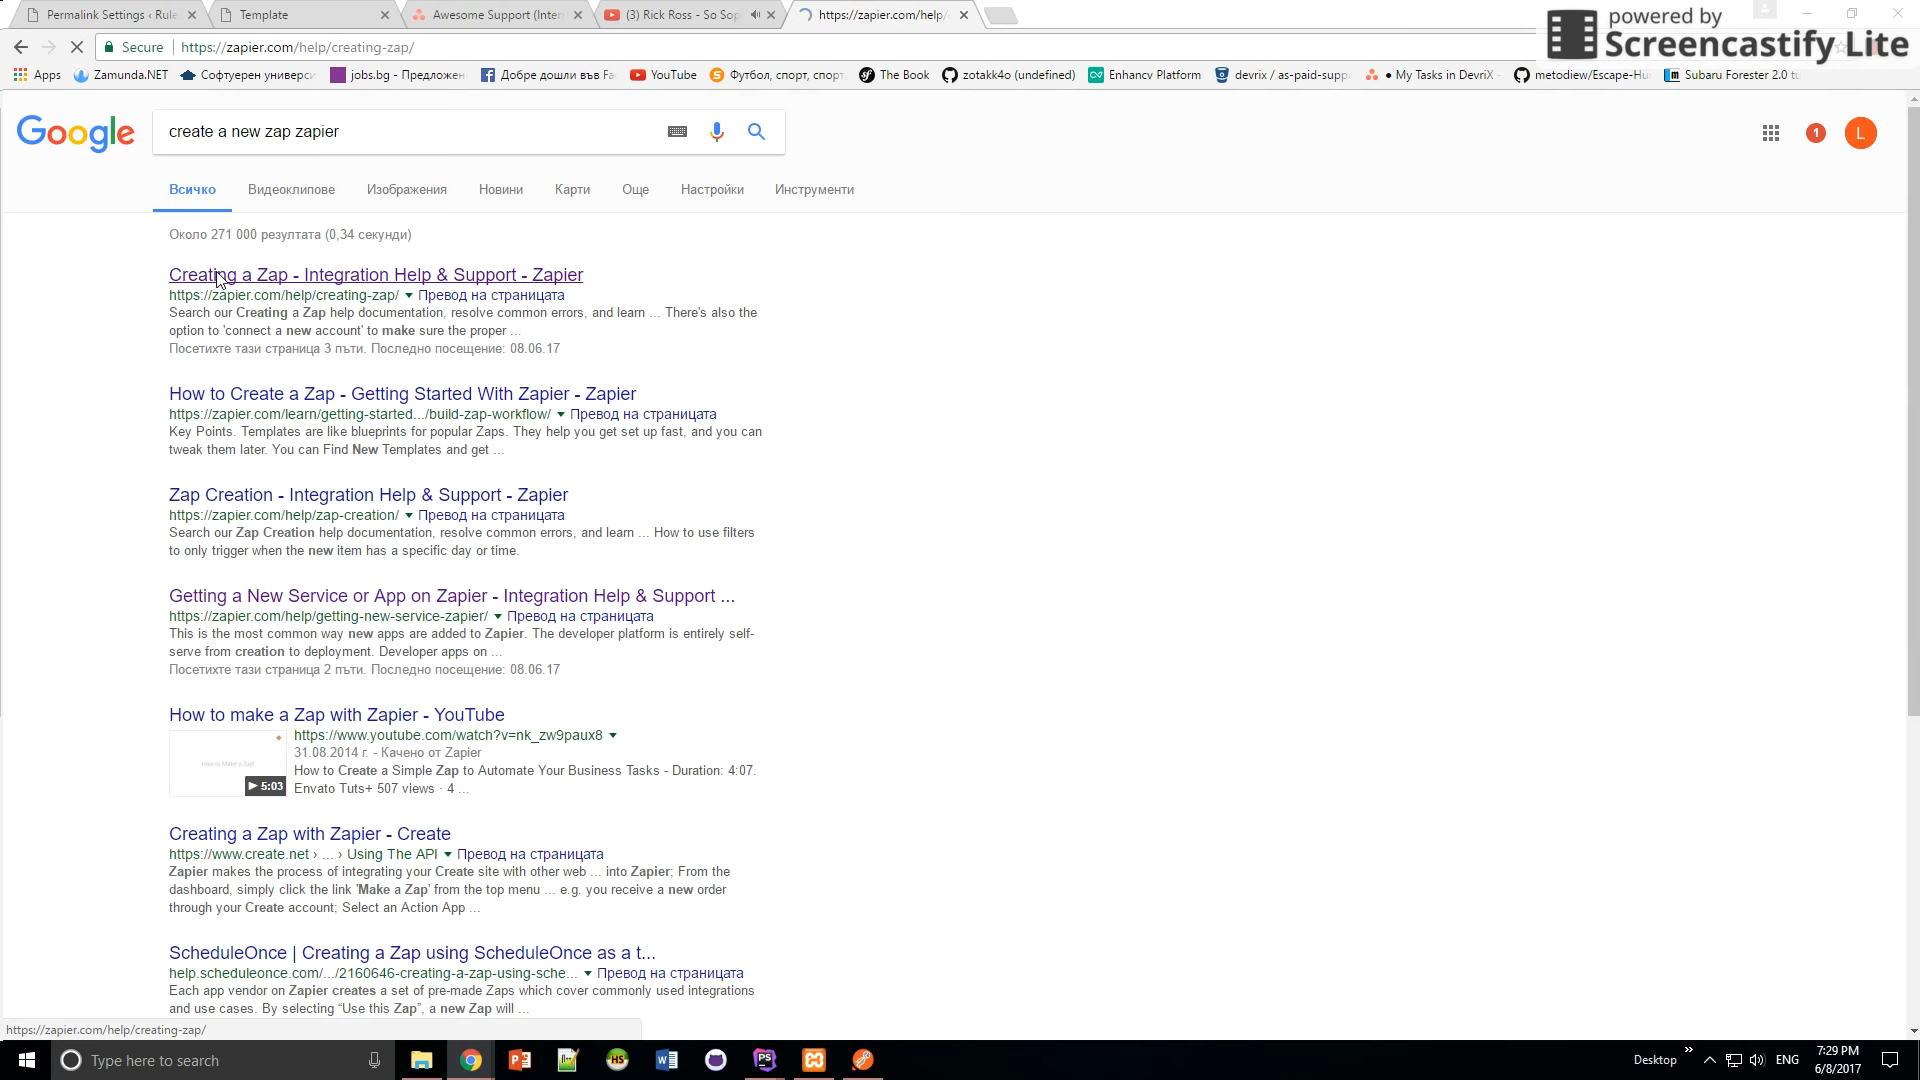 Permalink Settings ‹ Rule
Template
Awesome Support (Inter
(3) Rick Ross - So Sop
https://zapier.com/help/
powered by
Screencastify Lite
Secure
https://zapier.com/help/creating-zap/
Apps
Zamunda.NET
Софтуерен универси
jobs.bg - Предложен
Добре дошли във Fa
YouTube
Футбол, спорт, спорт
The Book
zotakk4o (undefined)
Enhancv Platform
devrix / as-paid-supp
● My Tasks in DevriX -
metodiew/Escape-Hu
Subaru Forester 2.0 tu
Google
create a new zap zapier
1
L
Всичко
Видеоклипове
Изображения
Новини
Карти
Още
Настройки
Инструменти
Около 271 000 резултата (0,34 секунди)
Creating a Zap - Integration Help & Support - Zapier
https://zapier.com/help/creating-zap/ ▾ Превод на страницата
Search our Creating a Zap help documentation, resolve common errors, and learn ... There's also the
option to 'connect a new account' to make sure the proper ...
Посетихте тази страница 3 пъти. Последно посещение: 08.06.17
How to Create a Zap - Getting Started With Zapier - Zapier
https://zapier.com/learn/getting-started.../build-zap-workflow/ ▾ Превод на страницата
Key Points. Templates are like blueprints for popular Zaps. They help you get set up fast, and you can
tweak them later. You can Find New Templates and get ...
Zap Creation - Integration Help & Support - Zapier
https://zapier.com/help/zap-creation/ ▾ Превод на страницата
Search our Zap Creation help documentation, resolve common errors, and learn ... How to use filters
to only trigger when the new item has a specific day or time.
Getting a New Service or App on Zapier - Integration Help & Support ...
https://zapier.com/help/getting-new-service-zapier/ ▾ Превод на страницата
This is the most common way new apps are added to Zapier. The developer platform is entirely self-
serve from creation to deployment. Developer apps on ...
Посетихте тази страница 2 пъти. Последно посещение: 08.06.17
How to make a Zap with Zapier - YouTube
https://www.youtube.com/watch?v=nk_zw9paux8 ▾
31.08.2014 г. - Качено от Zapier
How to Make a Zap!
How to Create a Simple Zap to Automate Your Business Tasks - Duration: 4:07.
▶ 5:03
Envato Tuts+ 507 views · 4 ...
Creating a Zap with Zapier - Create
https://www.create.net › ... › Using The API ▾ Превод на страницата
Zapier makes the process of integrating your Create site with other web ... into Zapier; From the
dashboard, simply click the link 'Make a Zap' from the top menu ... e.g. you receive a new order
through your Create account; Select an Action App ...
ScheduleOnce | Creating a Zap using ScheduleOnce as a t...
help.scheduleonce.com/.../2160646-creating-a-zap-using-sche... ▾ Превод на страницата
Each app vendor on Zapier creates a set of pre-made Zaps which cover commonly used integrations
and use cases. By selecting “Use this Zap”, a new Zap will ...
https://zapier.com/help/creating-zap/
Type here to search
HS
PS
Desktop
ENG
7:29 PM
6/8/2017